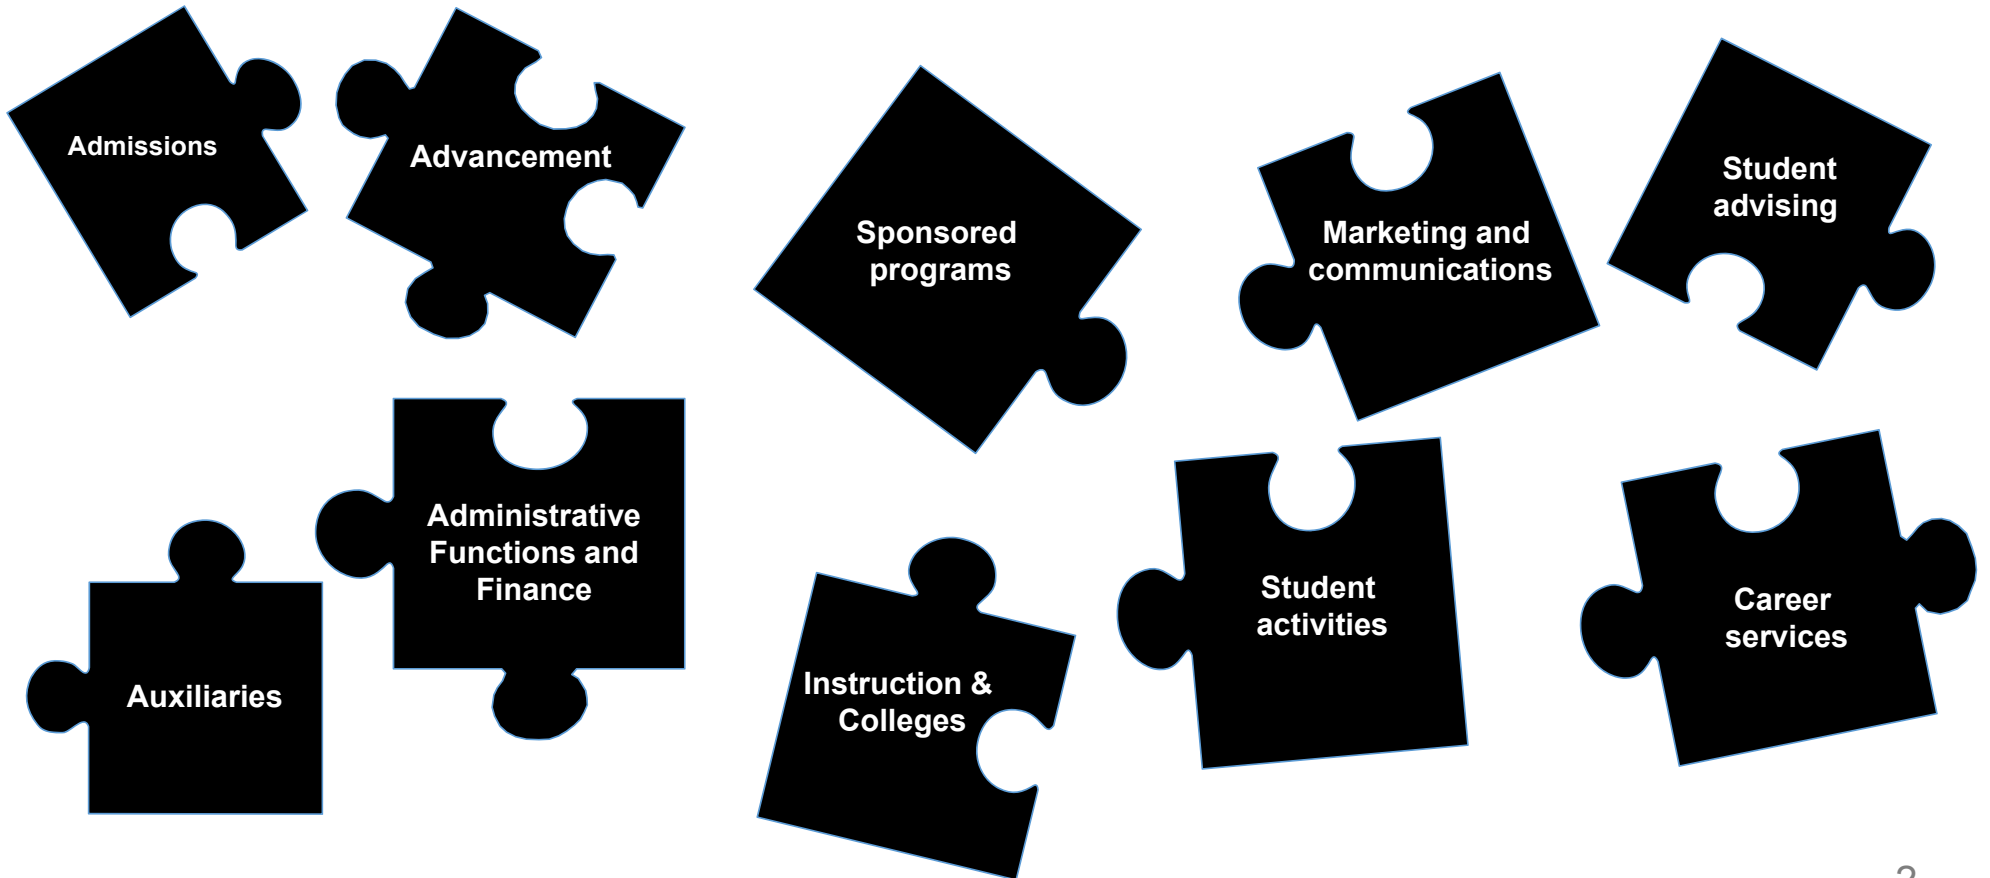 Admissions
Advancement
Sponsored
programs
Marketing and
communications
Student
advising
Administrative
Functions and
Finance
Auxiliaries
Instruction &
Colleges
Student
activities
Career
services